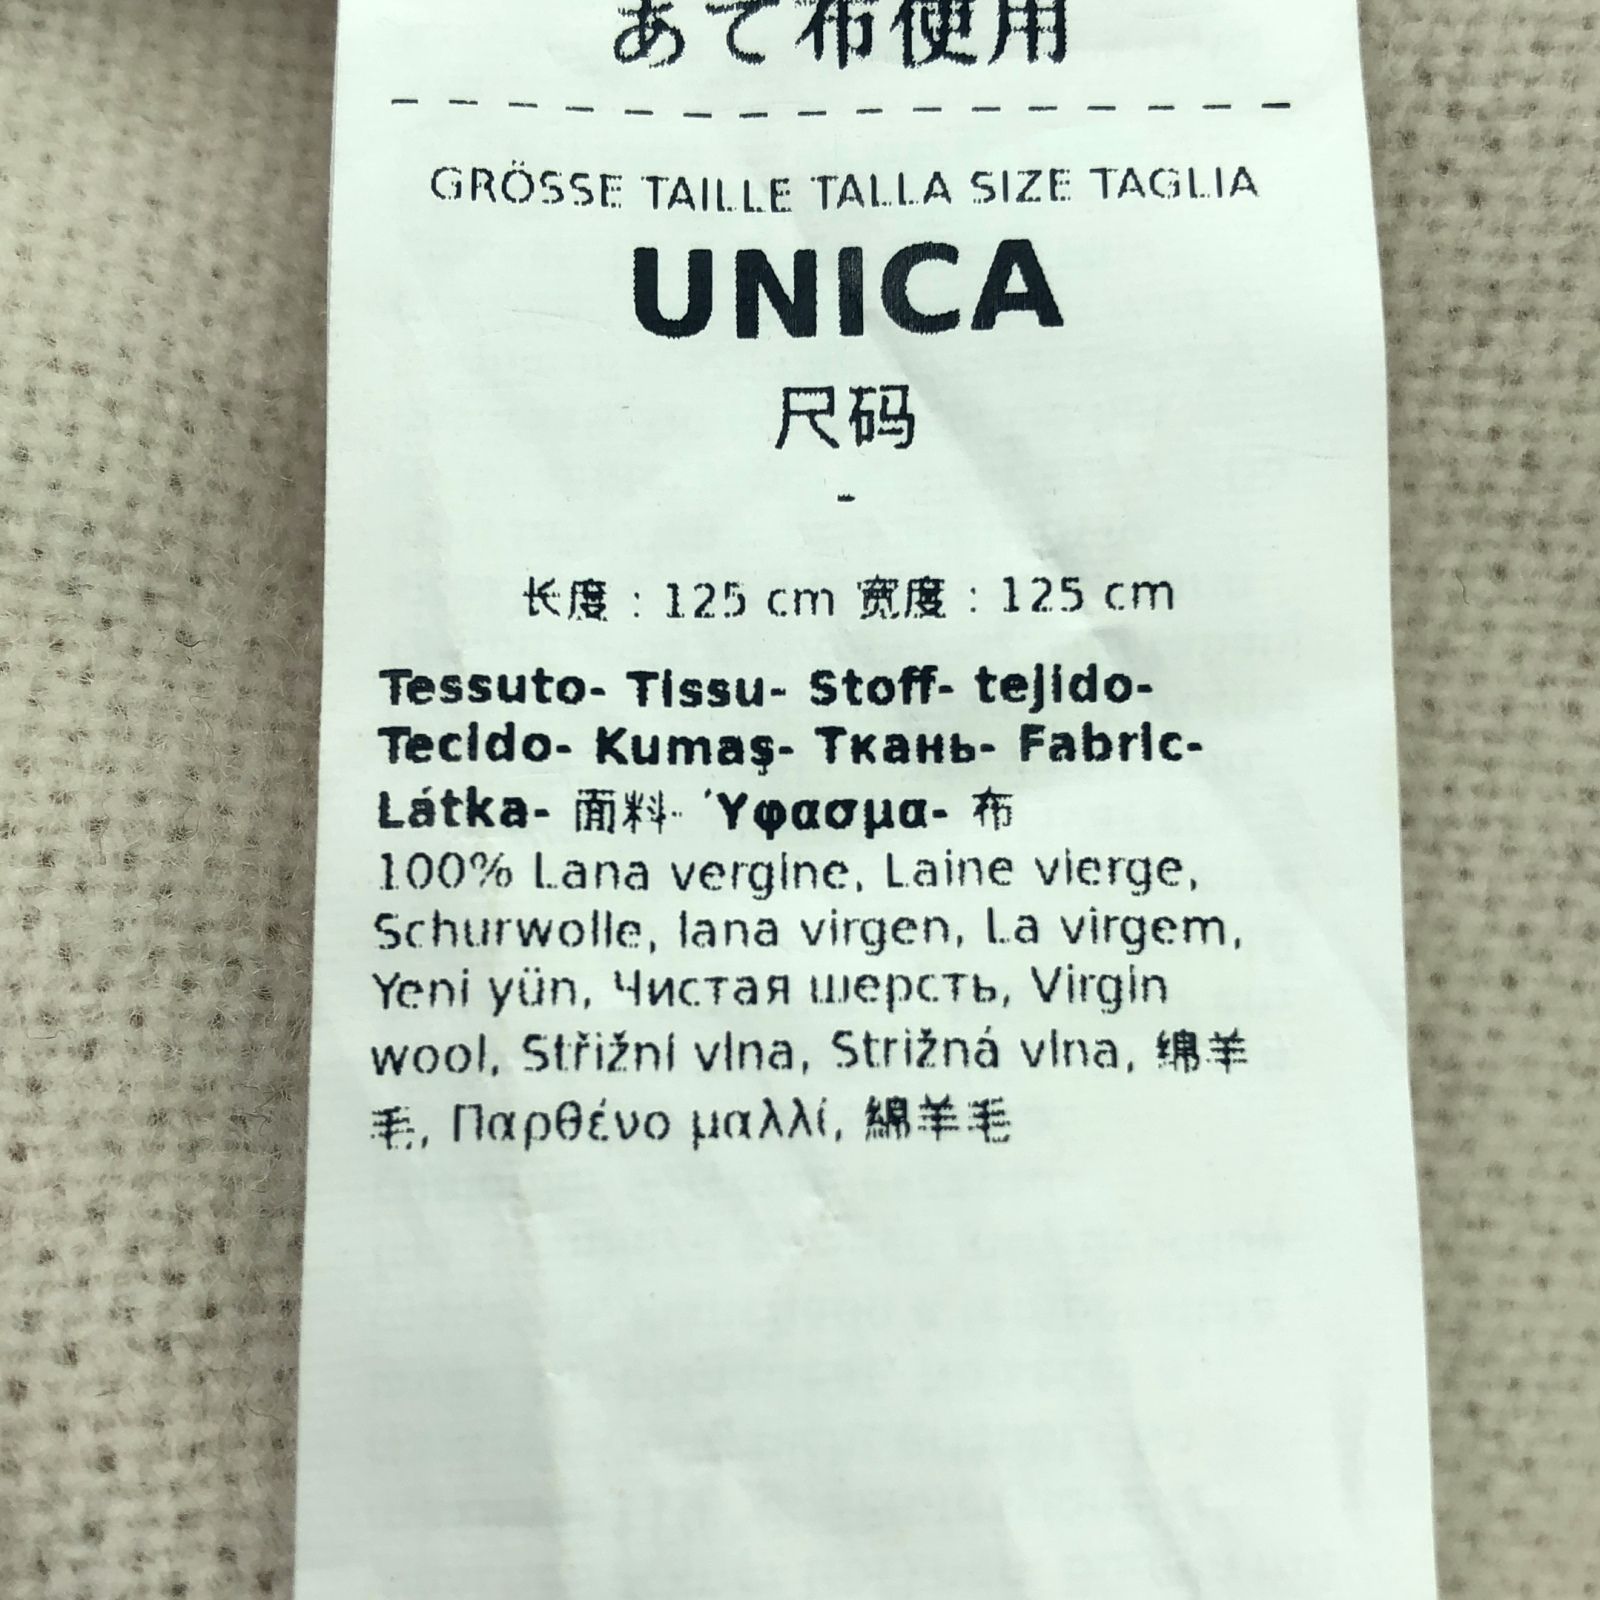 あて布使用
GRÖSSE TAILLE TALLA SIZE TAGLIA
UNICA
尺码
-
长度 : 125 cm 宽度 : 125 cm
Tessuto- Tissu- Stoff- tejido-
Tecido- Kumaş- Ткань- Fabric-
Látka- 面料- Ύφασμα- 布
100% Lana vergine, Laine vierge,
Schurwolle, lana virgen, La virgem,
Yeni yün, Чистая шерсть, Virgin
wool, Střižní vlna, Strižná vlna, 绵羊
毛, Παρθένο μαλλί, 綿羊毛